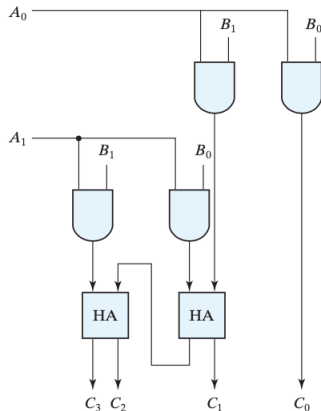 A₀
B₁ B₀
A₁
B₁ B₀
HA HA
C₃ C₂ C₁ C₀